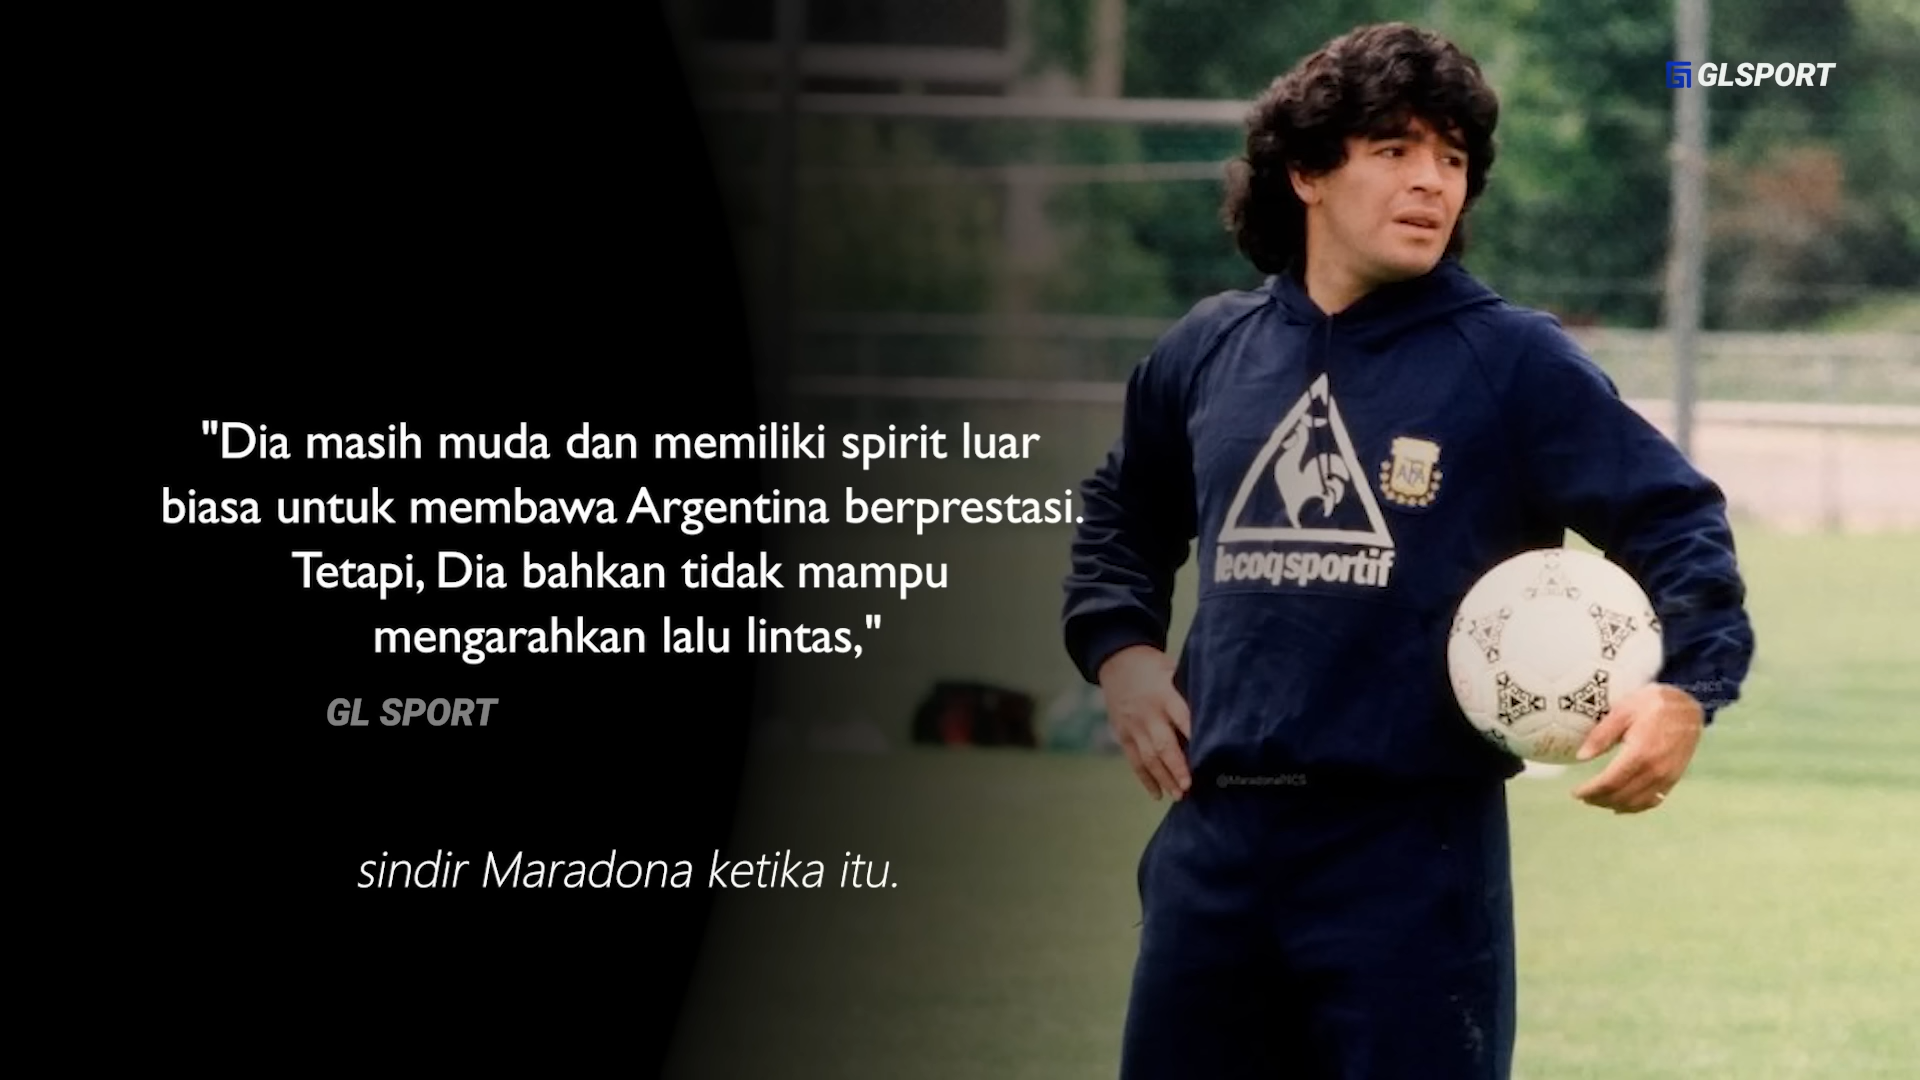 GLSPORT
"Dia masih muda dan memiliki spirit luar
biasa untuk membawa Argentina berprestasi.
Tetapi, Dia bahkan tidak mampu
mengarahkan lalu lintas,"
GL SPORT
sindir Maradona ketika itu.
lecoqsportif
AFA
@MaradonaPICS